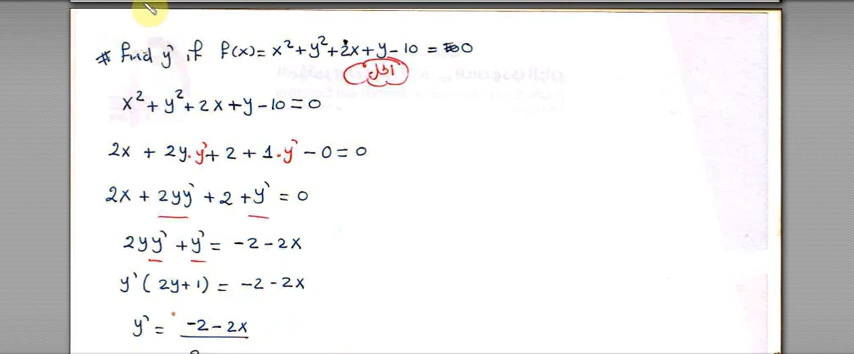 # Find y' if f(x) = x² + y² + 2x + y - 10 = 0
الحل
x² + y² + 2x + y - 10 = 0
2x + 2y.y' + 2 + 1.y' - 0 = 0
2x + 2yy' + 2 + y' = 0
2yy' + y' = -2 - 2x
y' (2y+1) = -2 - 2x
y' = -2 - 2x